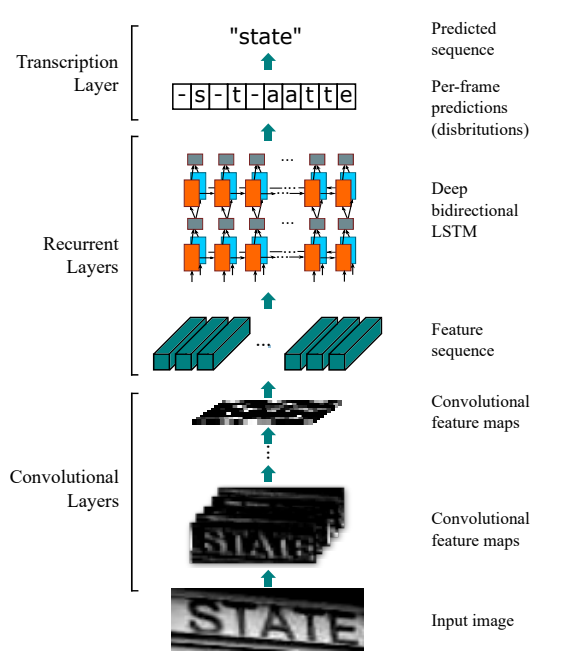 "state"
Predicted
sequence
Transcription
Layer
-s-t-aatte
Per-frame
predictions
(disbritutions)
Recurrent
Layers
...
...
Deep
bidirectional
LSTM
...
Feature
sequence
Convolutional
feature maps
Convolutional
Layers
...
STATE
Convolutional
feature maps
STATE
Input image